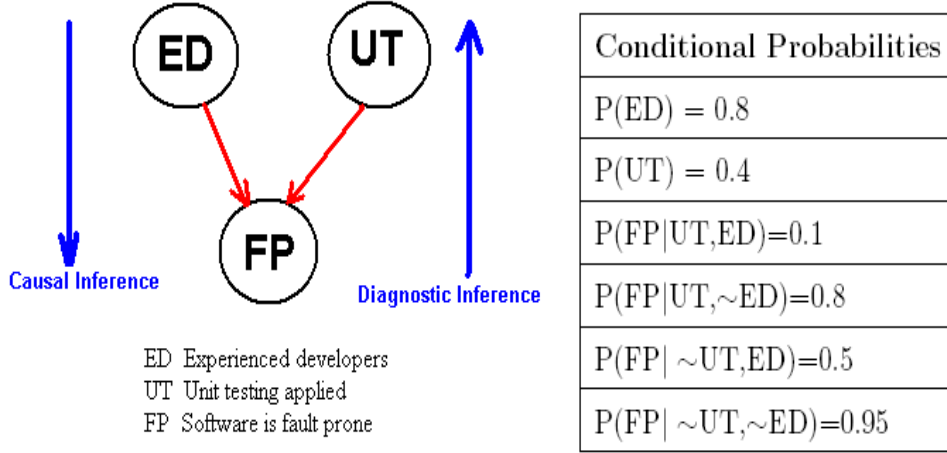 ED
UT
FP
Causal Inference
Diagnostic Inference
ED Experienced developers
UT Unit testing applied
FP Software is fault prone
Conditional Probabilities
P(ED) = 0.8
P(UT) = 0.4
P(FP|UT,ED)=0.1
P(FP|UT,~ED)=0.8
P(FP| ~UT,ED)=0.5
P(FP| ~UT,~ED)=0.95